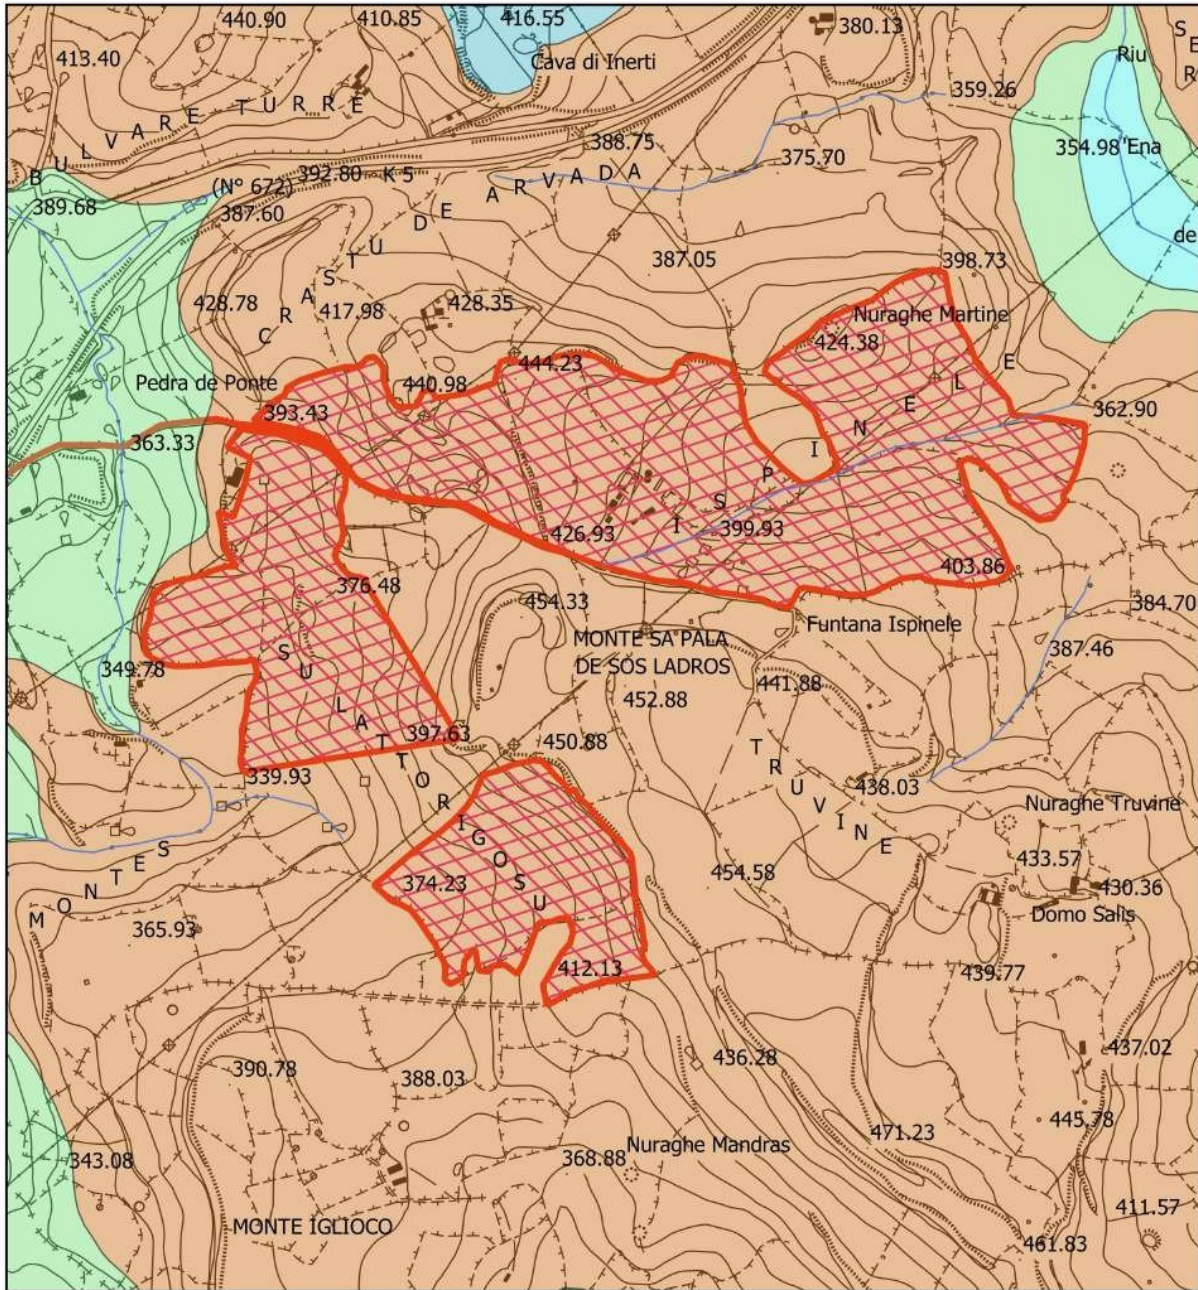 440.90
410.85
416.55
380.13
SE
R
413.40
Cava di Inerti
Riu
359.26
BULVARE TURRE
388.75
375.70
354.98
'Ena
392.80
K 5
(N° 672)
389.68
387.60
CRASTU DE ARVADA
de
387.05
398.73
428.78
417.98
428.35
Nuraghe Martine
424.38
444.23
Pedra de Ponte
440.98
393.43
362.90
363.33
ISPINELE
426.93
399.93
403.86
376.48
454.33
384.70
MONTE SA PALA
DE SOS LADROS
Funtana Ispinele
387.46
349.78
452.88
441.88
SU LATTORIGOSU
397.63
450.88
339.93
TRUVINE
438.03
Nuraghe Truvine
MONTES
374.23
454.58
433.57
430.36
Domo Salis
365.93
412.13
439.77
436.28
437.02
390.78
388.03
445.78
471.23
343.08
368.88
Nuraghe Mandras
411.57
MONTE IGLIOCO
461.83